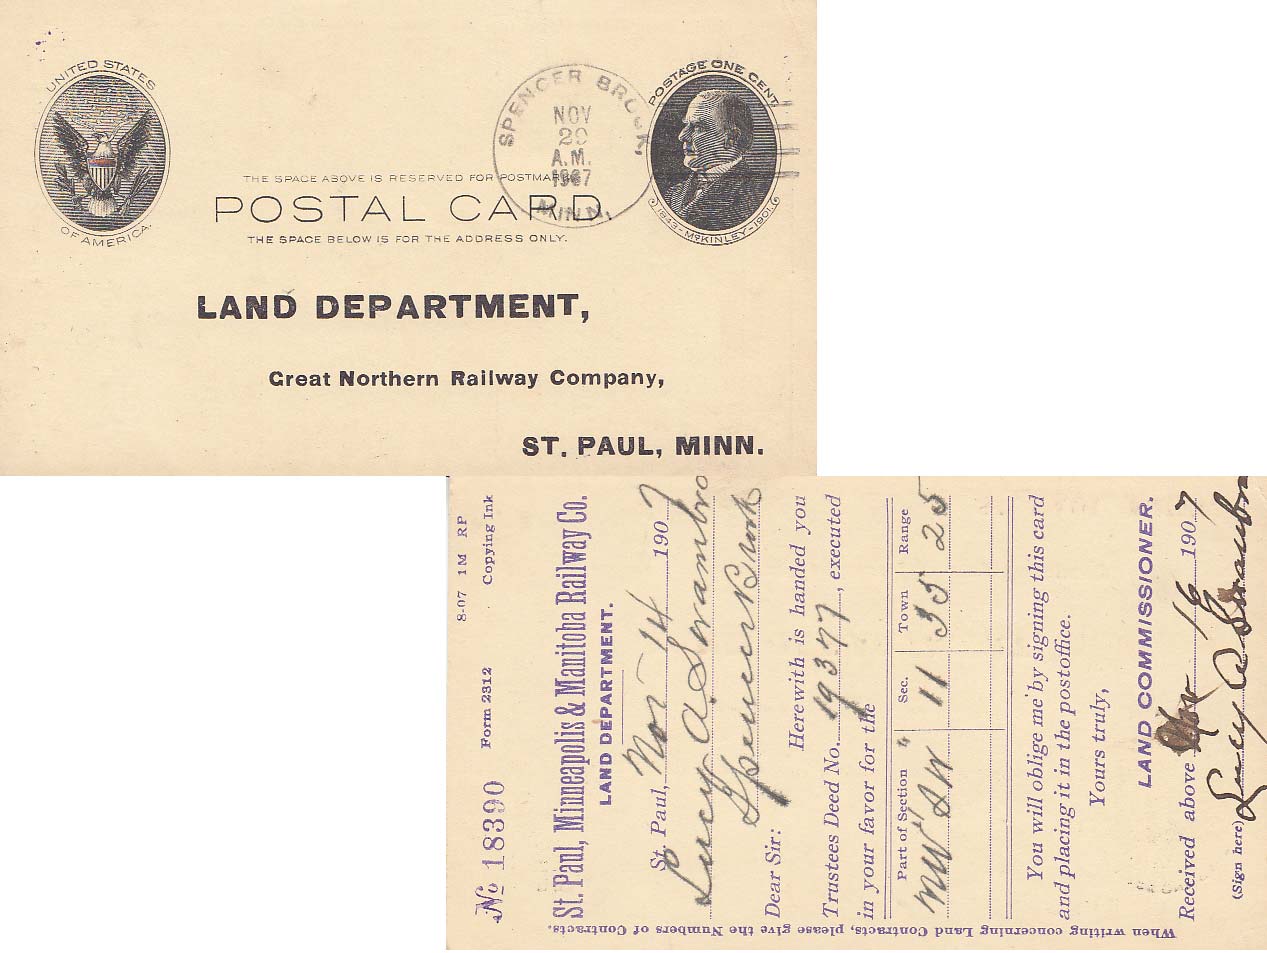 UNITED STATES
OF AMERICA.
SPENCER BROOK
NOV
20
A.M.
1907
MINN.
POSTAGE ONE CENT
1843-McKINLEY-1901.
THE SPACE ABOVE IS RESERVED FOR POSTMARK.
POSTAL CARD.
THE SPACE BELOW IS FOR THE ADDRESS ONLY.
LAND DEPARTMENT,
Great Northern Railway Company,
ST. PAUL, MINN.
8-07 1M RP
No 18390 Form 2312 Copying Ink
St. Paul, Minneapolis & Manitoba Railway Co.
LAND DEPARTMENT.
St. Paul, Nov 14 1907
Lucy A.
Spencer Brook
Dear Sir:
Herewith is handed you
Trustees Deed No. 19377, executed
in your favor for the
Part of Section Sec. Town Range
NW SW 11 35 25
You will oblige me by signing this card
and placing it in the postoffice.
Yours truly,
LAND COMMISSIONER.
Received above Nov 1907
(Sign here) Lucy A
When writing concerning Land Contracts, please give the Numbers of Contracts.